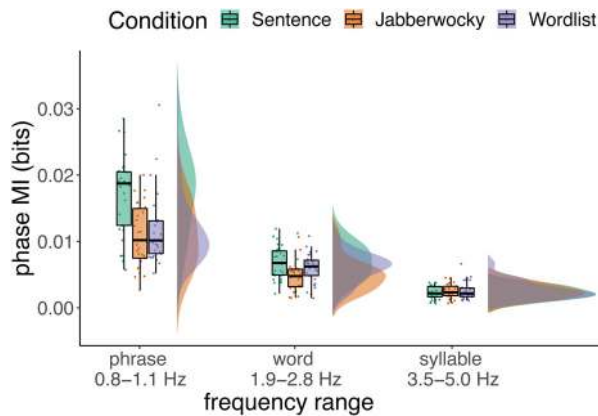 Condition Sentence Jabberwocky Wordlist
phase MI (bits)
0.03
0.02
0.01
0.00
phrase word syllable
0.8–1.1 Hz 1.9–2.8 Hz 3.5–5.0 Hz
frequency range